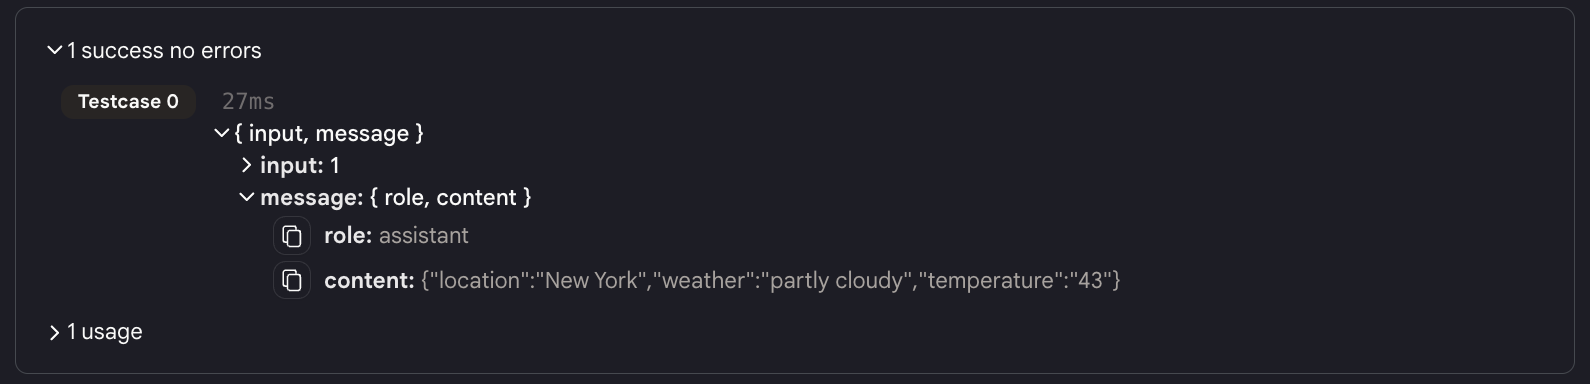 1 success no errors
Testcase 0 27ms
{ input, message }
input: 1
message: { role, content }
role: assistant
content: {"location":"New York","weather":"partly cloudy","temperature":"43"}
1 usage